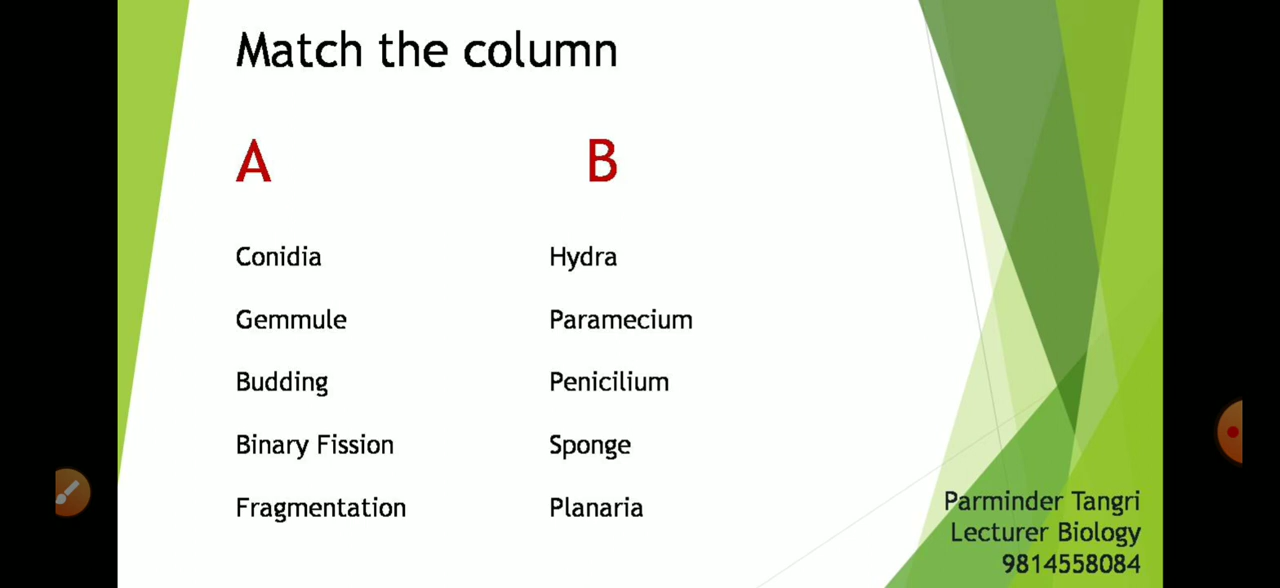 Match the column
A B
Conidia Hydra
Gemmule Paramecium
Budding Penicilium
Binary Fission Sponge
Fragmentation Planaria
Parminder Tangri
Lecturer Biology
9814558084